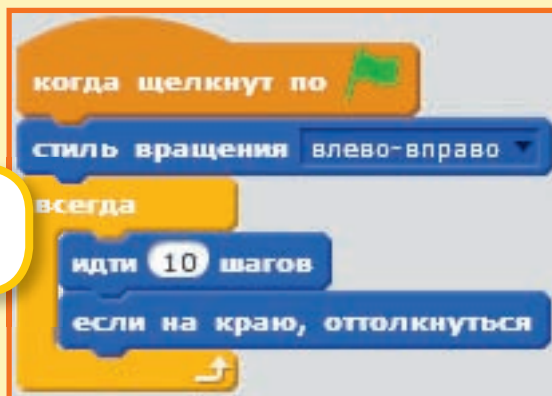 когда щелкнут по
стиль вращения влево-вправо
всегда
идти 10 шагов
если на краю, оттолкнуться